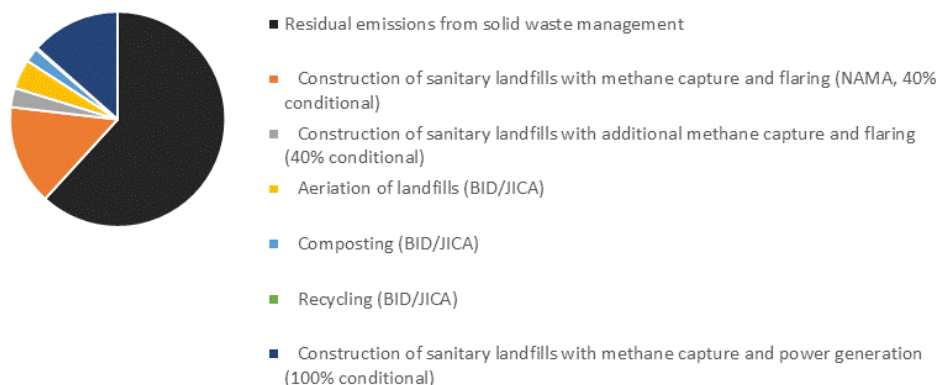 Residual emissions from solid waste management
Construction of sanitary landfills with methane capture and flaring (NAMA, 40%
conditional)
Construction of sanitary landfills with additional methane capture and flaring
(40% conditional)
Aeriation of landfills (BID/JICA)
Composting (BID/JICA)
Recycling (BID/JICA)
Construction of sanitary landfills with methane capture and power generation
(100% conditional)